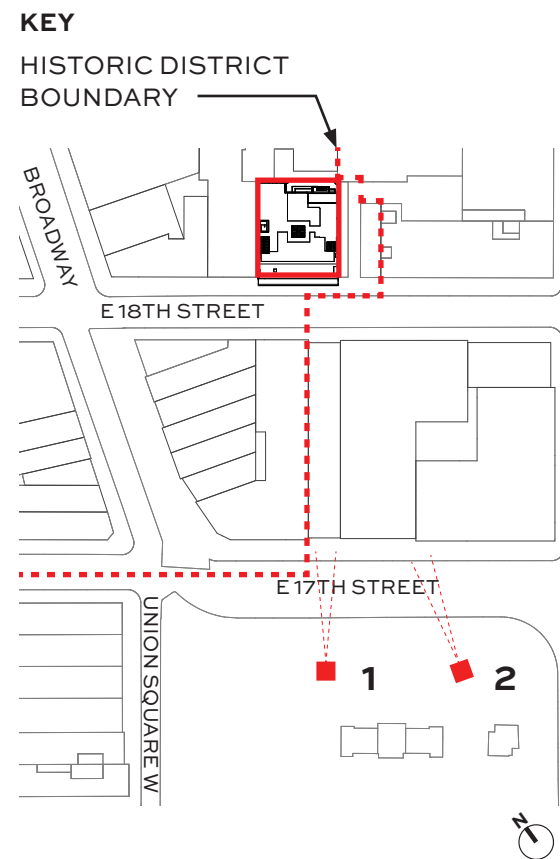 KEY
HISTORIC DISTRICT
BOUNDARY
BROADWAY
E 18TH STREET
E 17TH STREET
UNION SQUARE W
1
2
N